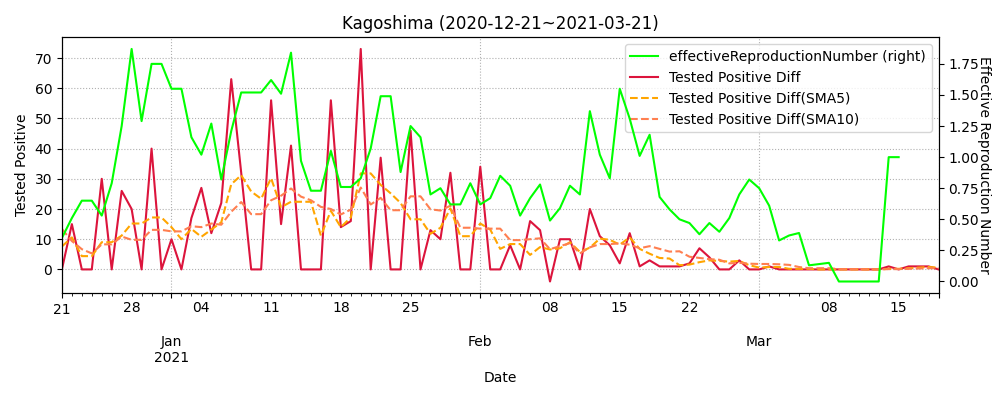 Kagoshima (2020-12-21~2021-03-21)
effectiveReproductionNumber (right)
Tested Positive Diff
Tested Positive Diff(SMA5)
Tested Positive Diff(SMA10)
Tested Positive
70
60
50
40
30
20
10
0
Effective Reproduction Number
1.75
1.50
1.25
1.00
0.75
0.50
0.25
0.00
21 28 04 11 18 25 08 15 22 08 15
Jan Feb Mar
2021
Date